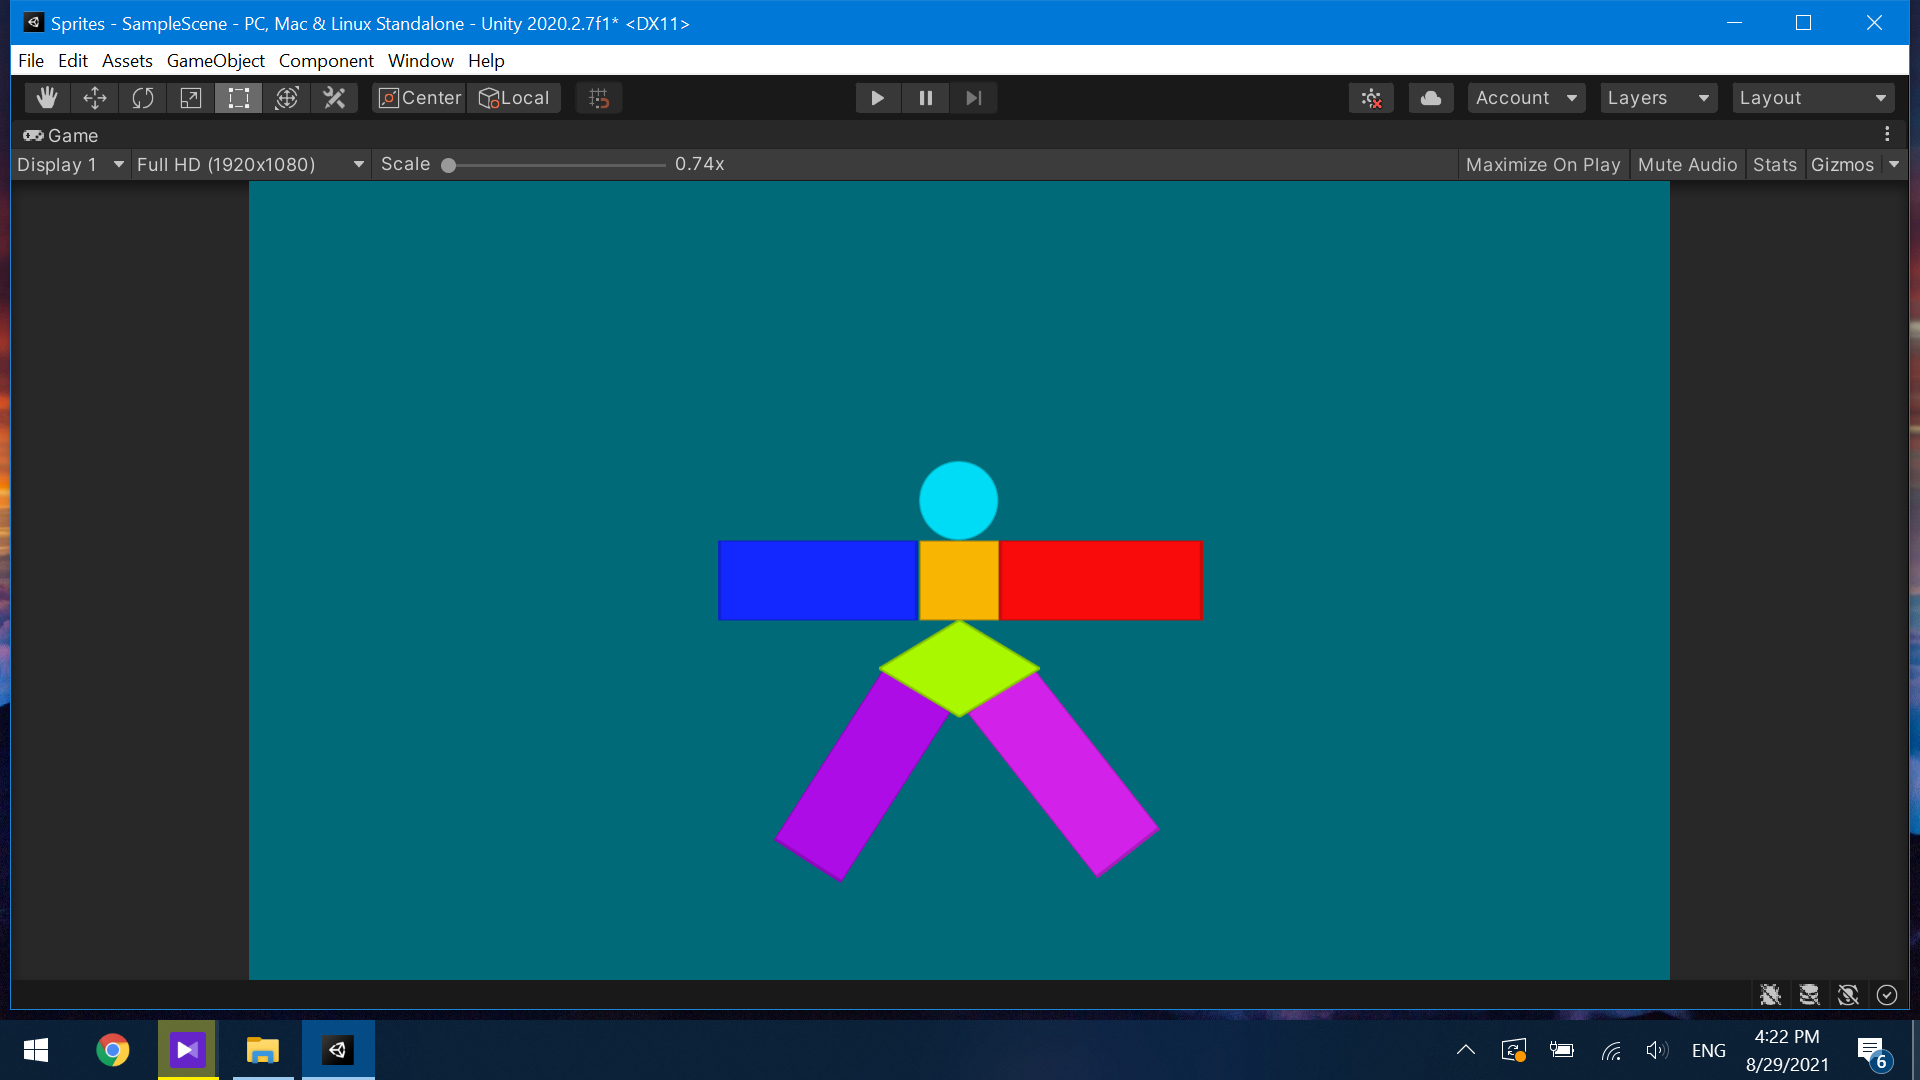 Sprites - SampleScene - PC, Mac & Linux Standalone - Unity 2020.2.7f1* <DX11>
File Edit Assets GameObject Component Window Help
Center Local Account Layers Layout
Game
Display 1 Full HD (1920x1080) Scale 0.74x Maximize On Play Mute Audio Stats Gizmos
ENG
4:22 PM
8/29/2021
6